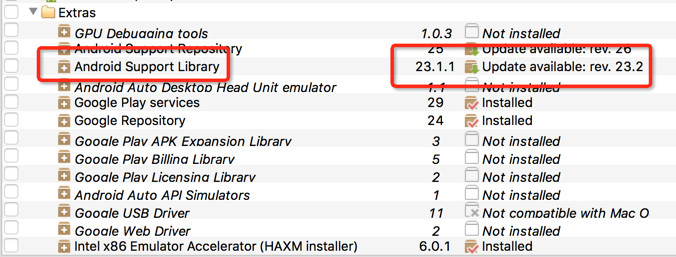 Extras
GPU Debugging tools 1.0.3 Not installed
Android Support Repository 25 Update available: rev. 26
Android Support Library 23.1.1 Update available: rev. 23.2
Android Auto Desktop Head Unit emulator 1.1 Not installed
Google Play services 29 Installed
Google Repository 24 Installed
Google Play APK Expansion Library 3 Not installed
Google Play Billing Library 5 Not installed
Google Play Licensing Library 2 Not installed
Android Auto API Simulators 1 Not installed
Google USB Driver 11 Not compatible with Mac O
Google Web Driver 2 Not installed
Intel x86 Emulator Accelerator (HAXM installer) 6.0.1 Installed